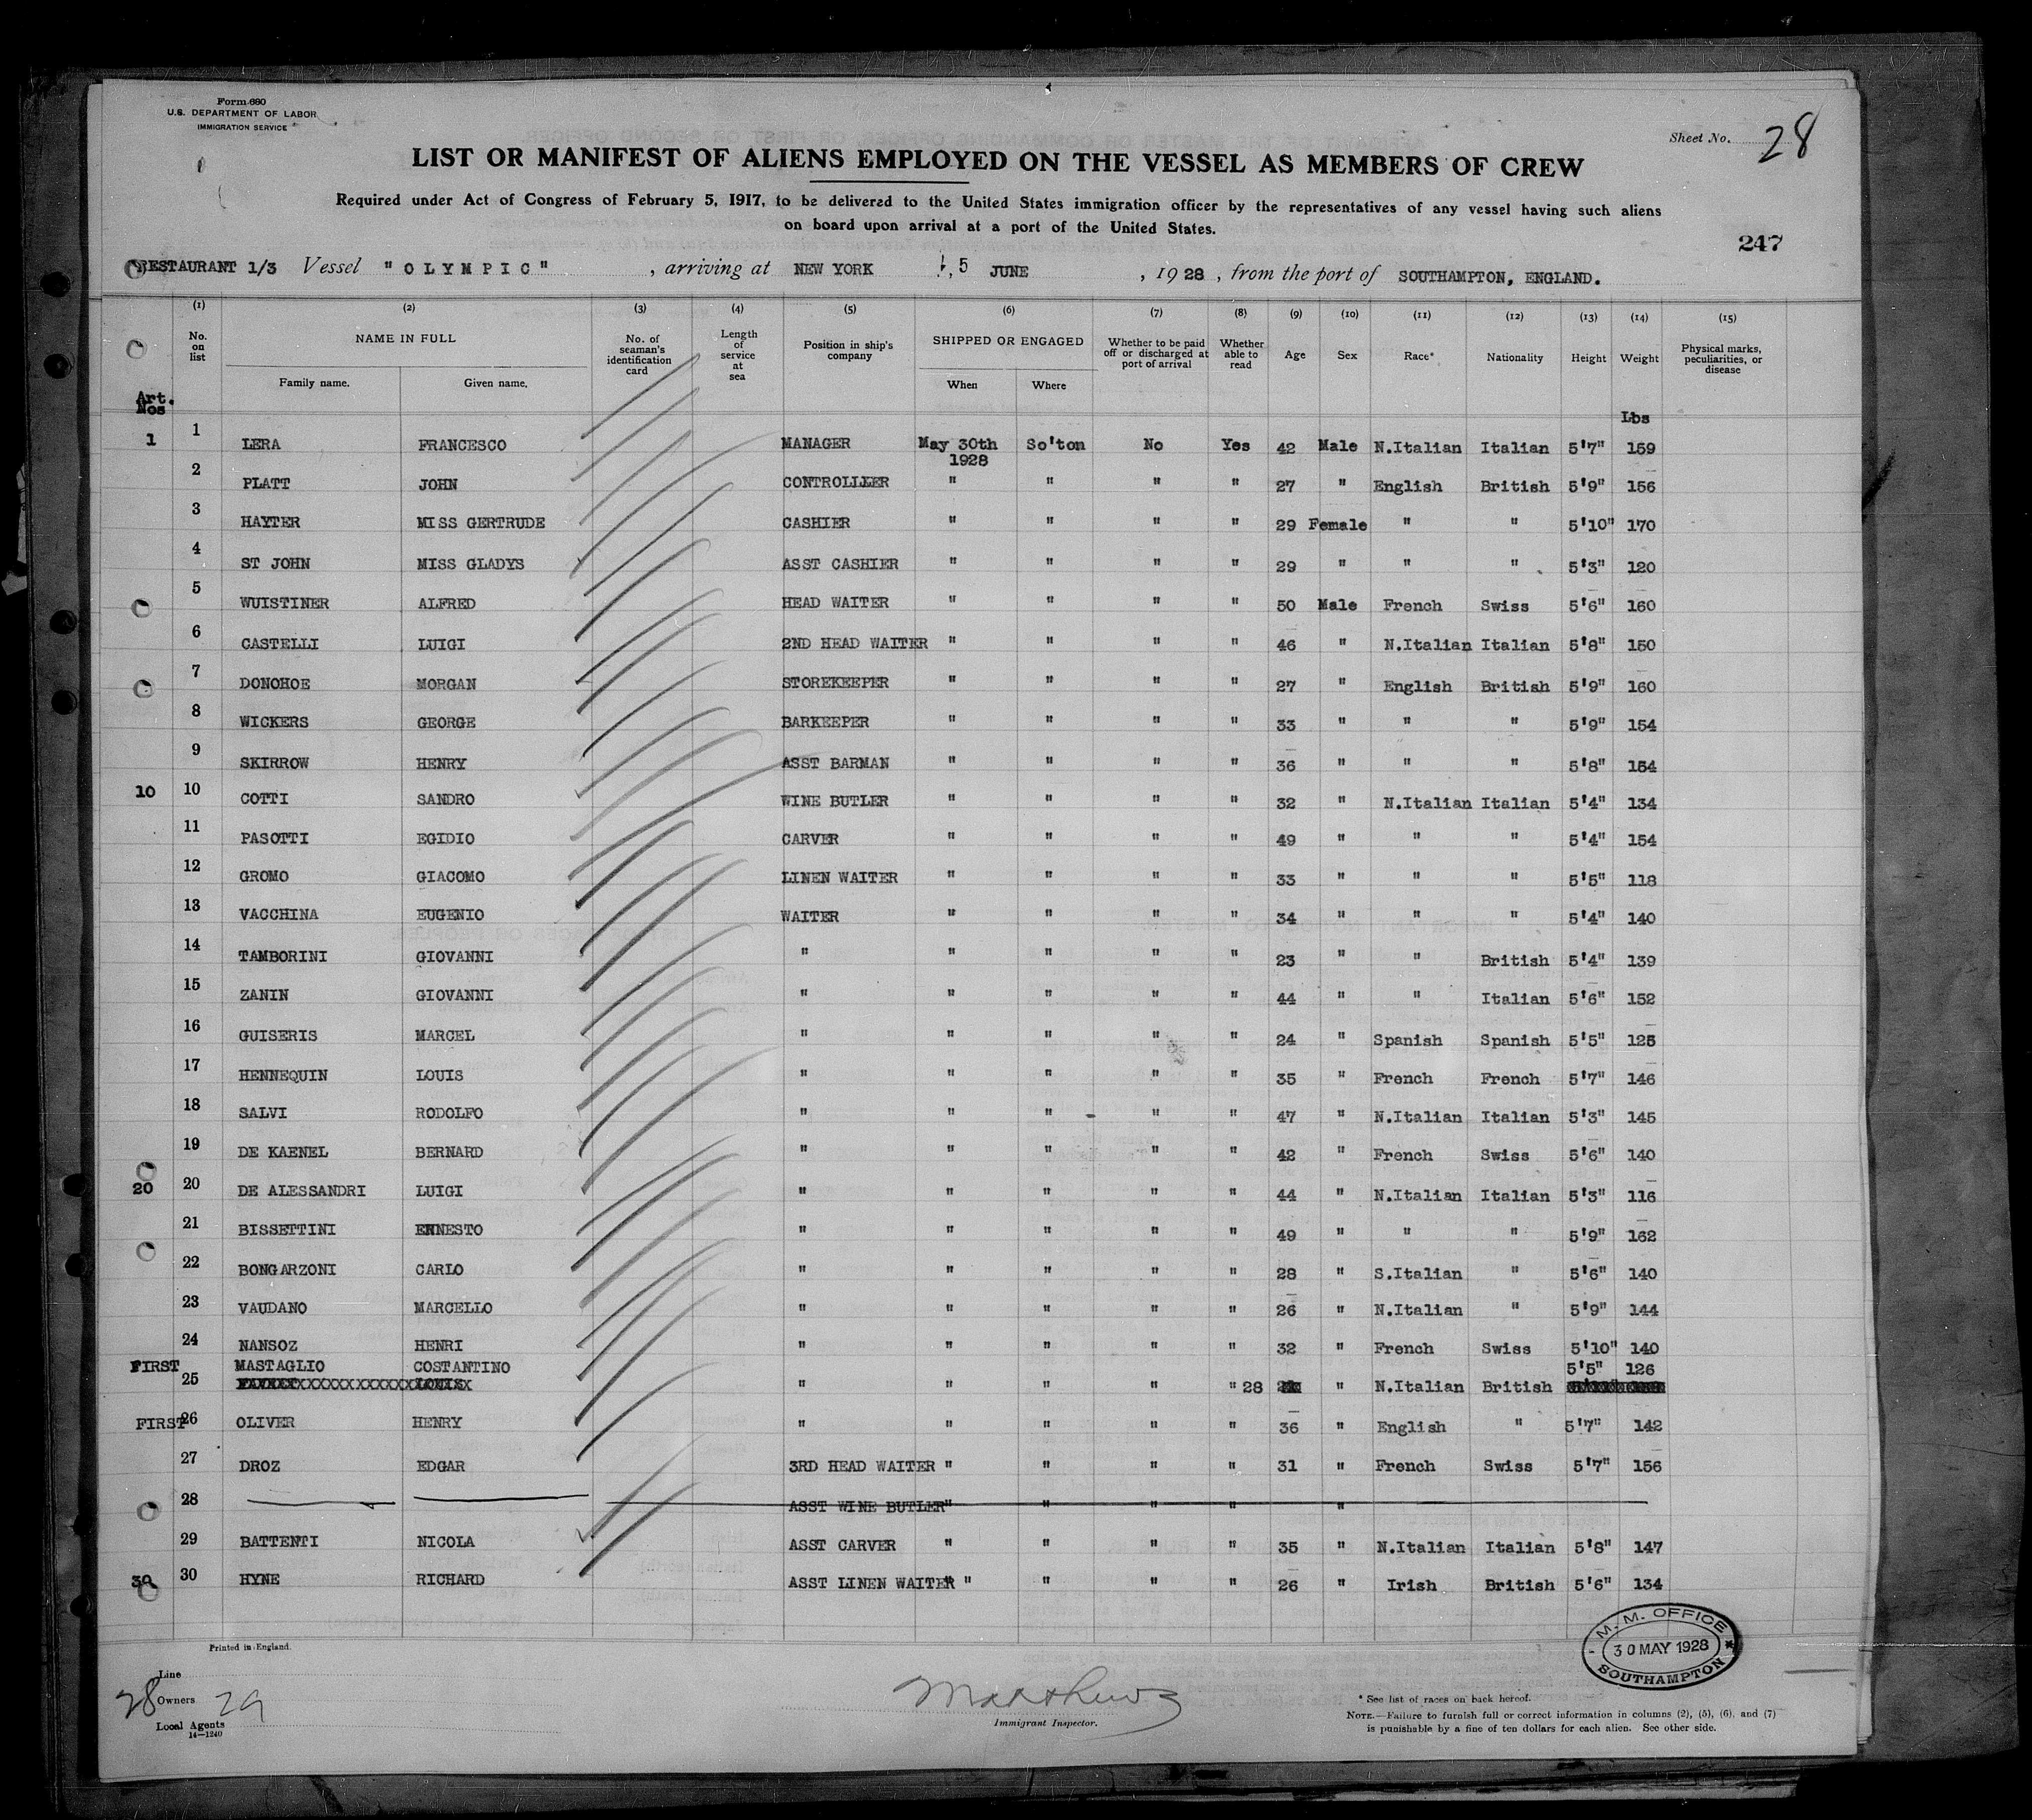 Form 680
U.S. DEPARTMENT OF LABOR
IMMIGRATION SERVICE
Sheet No. 28
LIST OR MANIFEST OF ALIENS EMPLOYED ON THE VESSEL AS MEMBERS OF CREW
Required under Act of Congress of February 5, 1917, to be delivered to the United States immigration officer by the representatives of any vessel having such aliens
on board upon arrival at a port of the United States.
247
RESTAURANT 1/3 Vessel "OLYMPIC", arriving at NEW YORK 5 JUNE, 1928, from the port of SOUTHAMPTON, ENGLAND.
(1) (2) (3) (4) (5) (6) (7) (8) (9) (10) (11) (12) (13) (14) (15)
No. on list NAME IN FULL No. of seaman's identification card Length of service at sea Position in ship's company SHIPPED OR ENGAGED Whether to be paid off or discharged at port of arrival Whether able to read Age Sex Race* Nationality Height Weight Physical marks, peculiarities, or disease
Family name. Given name. When Where
Art. Nos
Lbs
1 1 LERA FRANCESCO MANAGER May 30th 1928 So'ton No Yes 42 Male N.Italian Italian 5'7" 159
2 PLATT JOHN CONTROLLER " " " " 27 " English British 5'9" 156
3 HAYTER MISS GERTRUDE CASHIER " " " " 29 Female " " 5'10" 170
4 ST JOHN MISS GLADYS ASST CASHIER " " " " 29 " " " 5'3" 120
5 WUISTINER ALFRED HEAD WAITER " " " " 50 Male French Swiss 5'6" 160
6 CASTELLI LUIGI 2ND HEAD WAITER " " " " 46 " N.Italian Italian 5'8" 150
7 DONOHOE MORGAN STOREKEEPER " " " " 27 " English British 5'9" 160
8 WICKERS GEORGE BARKEEPER " " " " 33 " " " 5'9" 154
9 SKIRROW HENRY ASST BARMAN " " " " 36 " " " 5'8" 154
10 10 COTTI SANDRO WINE BUTLER " " " " 32 " N.Italian Italian 5'4" 134
11 PASOTTI EGIDIO CARVER " " " " 49 " " " 5'4" 154
12 GROMO GIACOMO LINEN WAITER " " " " 33 " " " 5'5" 118
13 VACCHINA EUGENIO WAITER " " " " 34 " " " 5'4" 140
14 TAMBORINI GIOVANNI " " " " " 23 " " British 5'4" 139
15 ZANIN GIOVANNI " " " " " 44 " " Italian 5'6" 152
16 GUISERIS MARCEL " " " " " 24 " Spanish Spanish 5'5" 125
17 HENNEQUIN LOUIS " " " " " 35 " French French 5'7" 146
18 SALVI RODOLFO " " " " " 47 " N.Italian Italian 5'3" 145
19 DE KAENEL BERNARD " " " " " 42 " French Swiss 5'6" 140
20 20 DE ALESSANDRI LUIGI " " " " " 44 " N.Italian Italian 5'3" 116
21 BISSETTINI ERNESTO " " " " " 49 " " " 5'9" 162
22 BONGARZONI CARLO " " " " " 28 " S.Italian " 5'6" 140
23 VAUDANO MARCELLO " " " " " 26 " N.Italian " 5'9" 144
24 NANSOZ HENRI " " " " " 32 " French Swiss 5'10" 140
FIRST MASTAGLIO COSTANTINO 5'5" 126
25 " " " " " 28 " N.Italian British
FIRST 26 OLIVER HENRY " " " " " 36 " English " 5'7" 142
27 DROZ EDGAR 3RD HEAD WAITER " " " " 31 " French Swiss 5'7" 156
28 ASST WINE BUTLER " " " " "
29 BATTENTI NICOLA ASST CARVER " " " " 35 " N.Italian Italian 5'8" 147
30 30 HYNE RICHARD ASST LINEN WAITER " " " " 26 " Irish British 5'6" 134
Printed in England.
M. M. OFFICE
30 MAY 1928
SOUTHAMPTON
Line
28 Owners 29
Local Agents
14—1240
Matthews
Immigrant Inspector.
* See list of races on back hereof.
NOTE.—Failure to furnish full or correct information in columns (2), (5), (6), and (7)
is punishable by a fine of ten dollars for each alien. See other side.